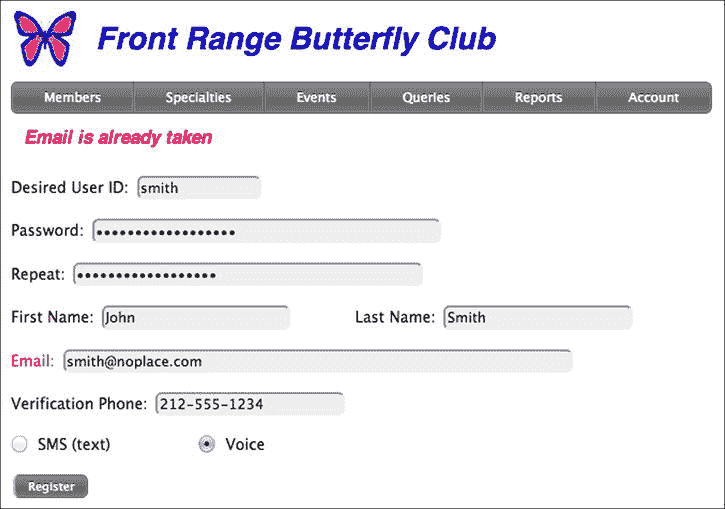 Front Range Butterfly Club
Members Specialties Events Queries Reports Account
Email is already taken
Desired User ID: smith
Password: ••••••••••••••••••
Repeat: ••••••••••••••••••
First Name: John Last Name: Smith
Email: smith@noplace.com
Verification Phone: 212-555-1234
SMS (text) Voice
Register